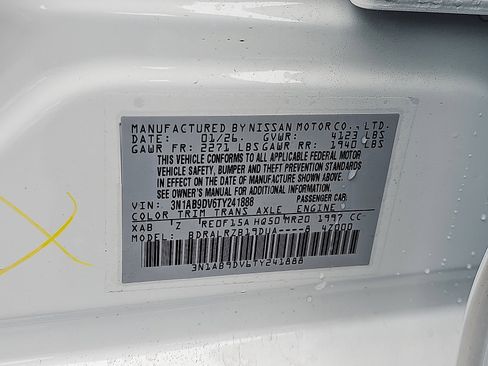 MANUFACTURED BY NISSAN MOTOR CO., LTD.
DATE: 01/26. GVWR: 4123 LBS
GAWR FR: 2271 LBS GAWR RR: 1940 LBS
THIS VEHICLE CONFORMS TO ALL APPLICABLE FEDERAL MOTOR
VEHICLE SAFETY, BUMPER AND THEFT PREVENTION STANDARDS
IN EFFECT ON THE DATE OF MANUFACTURE SHOWN ABOVE.
SEE OWNER'S MANUAL FOR ADDITIONAL INFORMATION.
PASSENGER CAR
VIN: 3N1AB9DV6TY241888
COLOR TRIM TRANS AXLE ENGINE
XAB Z RE0F15A HQ50 MR20 1997 CC
MODEL: BDRALRZB19DUA----A 47000
3N1AB9DV6TY241888